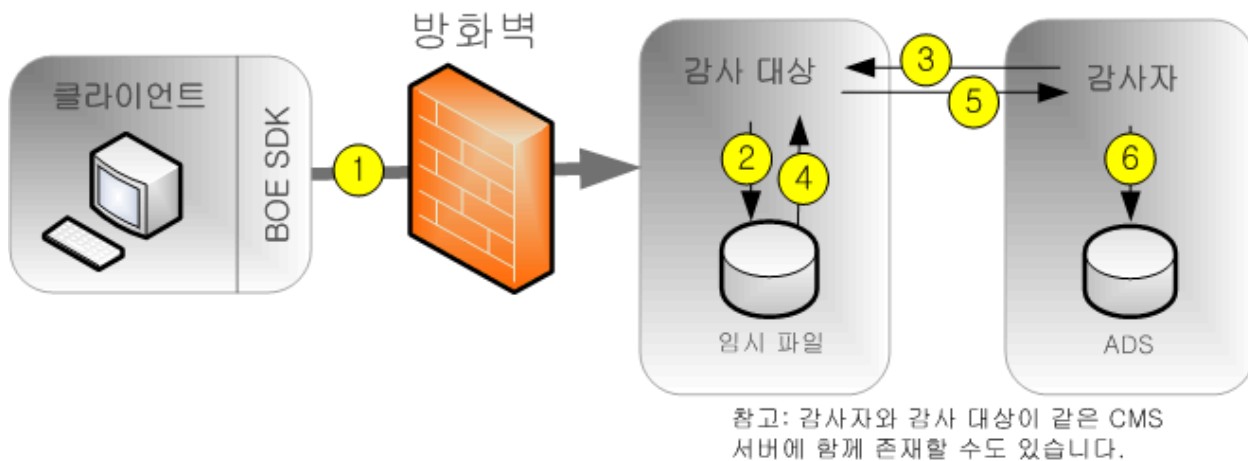 방화벽
클라이언트
BOE SDK
1
감사 대상
3
5
감사자
2
4
6
임시 파일
ADS
참고: 감사자와 감사 대상이 같은 CMS
서버에 함께 존재할 수도 있습니다.